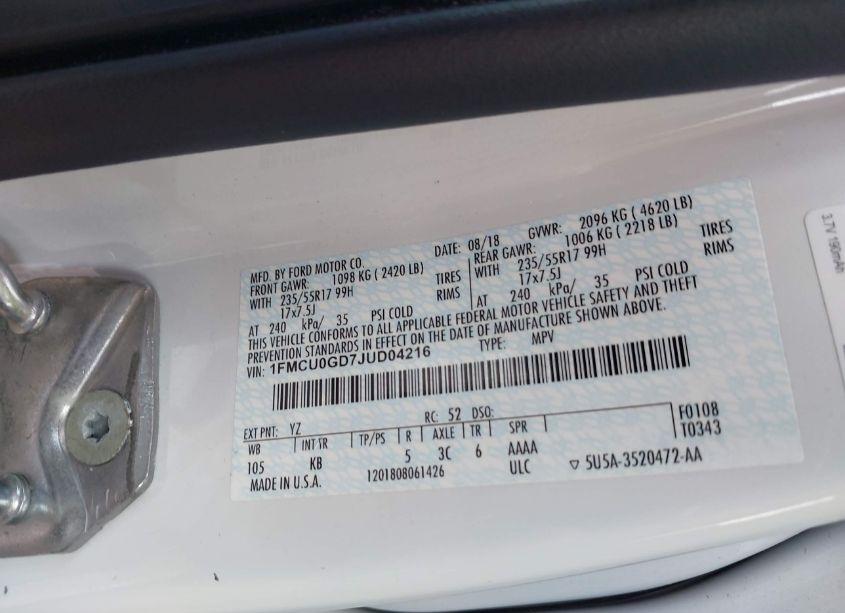 MFD. BY FORD MOTOR CO.
DATE: 08/18 GVWR: 2096 KG ( 4620 LB)
FRONT GAWR: 1098 KG ( 2420 LB)
REAR GAWR: 1006 KG ( 2218 LB)
WITH 235/55R17 99H TIRES
WITH 235/55R17 99H TIRES
17x7.5J RIMS
17x7.5J RIMS
AT 240 kPa/ 35 PSI COLD
AT 240 kPa/ 35 PSI COLD
THIS VEHICLE CONFORMS TO ALL APPLICABLE FEDERAL MOTOR VEHICLE SAFETY AND THEFT
PREVENTION STANDARDS IN EFFECT ON THE DATE OF MANUFACTURE SHOWN ABOVE.
VIN: 1FMCU0GD7JUD04216 TYPE: MPV
EXT PNT: YZ RC: 52 DSO: F0108
WB INT TR TP/PS R AXLE TR SPR T0343
105 KB 5 3C 6 AAAA
MADE IN U.S.A. 1201808061426 ULC ▽ 5U5A-3520472-AA
3.7V 190mAh